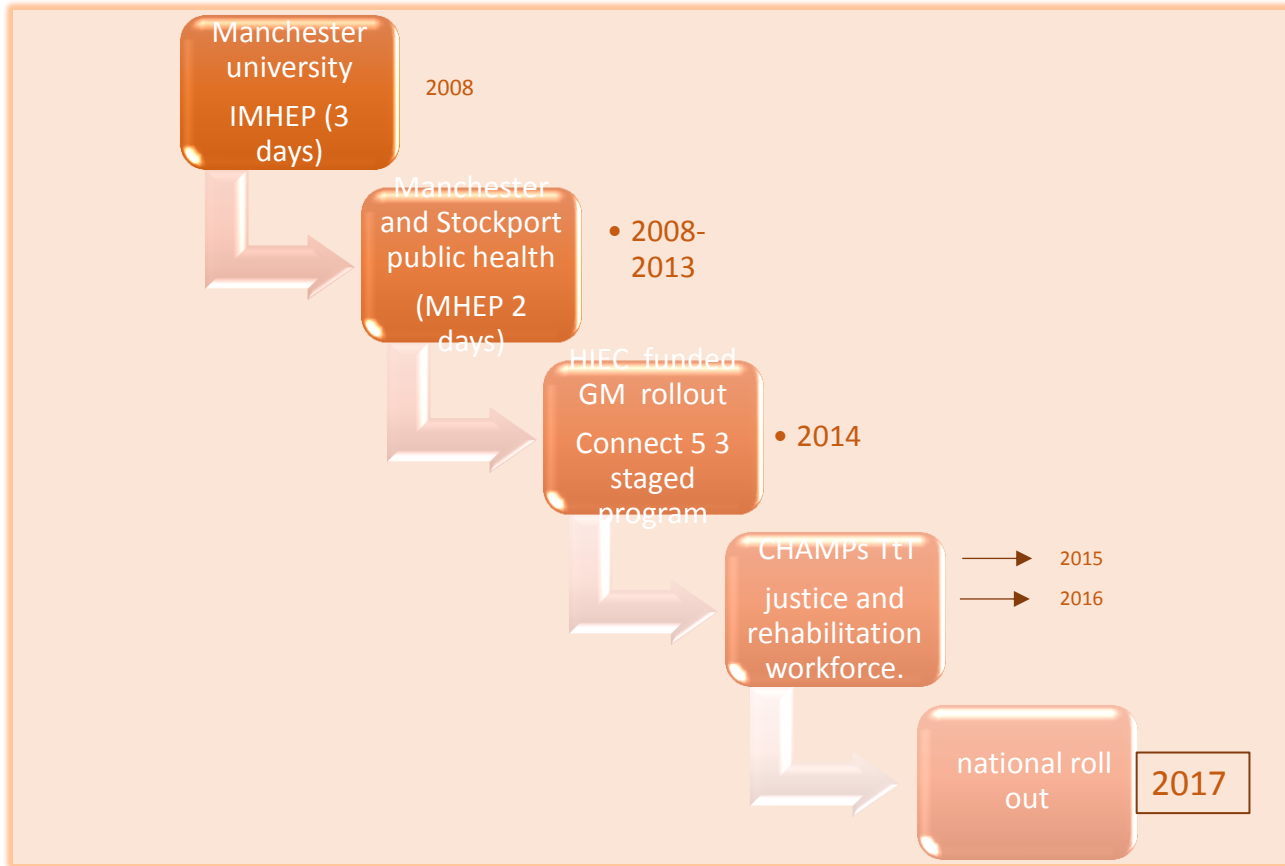 Manchester
university
IMHEP (3
days)
2008
Manchester
and Stockport
public health
(MHEP 2
days)
• 2008-
2013
HIEC funded
GM rollout
Connect 5 3
staged
program
• 2014
CHAMPs TtT
justice and
rehabilitation
workforce.
2015
2016
national roll
out
2017